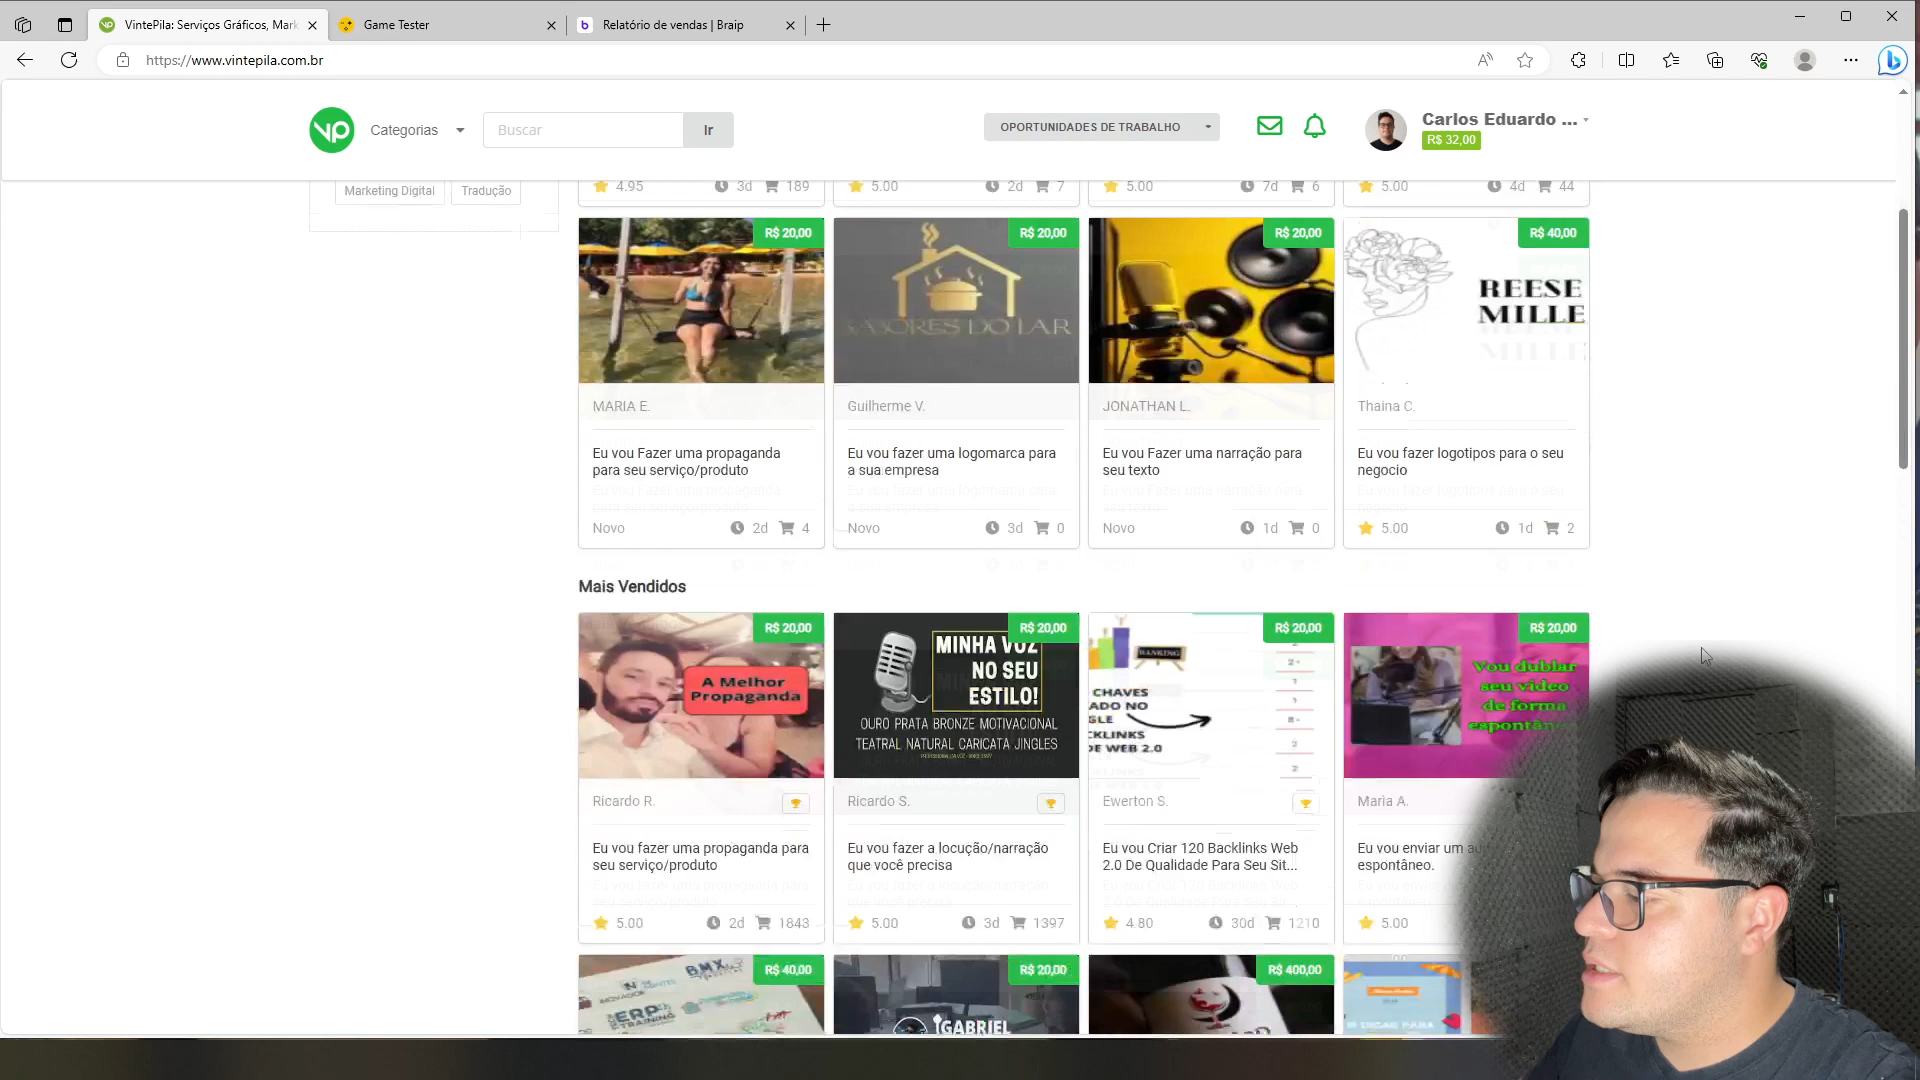 VintePila: Serviços Gráficos, Mark
Game Tester
Relatório de vendas | Braip
https://www.vintepila.com.br
Categorias
Buscar
Ir
OPORTUNIDADES DE TRABALHO
Carlos Eduardo ...
R$ 32,00
Marketing Digital
Tradução
4.95
3d
189
5.00
2d
7
5.00
7d
6
5.00
4d
44
R$ 20,00
R$ 20,00
SABORES DO LAR
R$ 20,00
R$ 40,00
REESE
MILLE
MARIA E.
Guilherme V.
JONATHAN L.
Thaina C.
Eu vou Fazer uma propaganda
para seu serviço/produto
Eu vou fazer uma logomarca para
a sua empresa
Eu vou Fazer uma narração para
seu texto
Eu vou fazer logotipos para o seu
negocio
Novo
2d
4
Novo
3d
0
Novo
1d
0
5.00
1d
2
Mais Vendidos
R$ 20,00
A Melhor
Propaganda
R$ 20,00
MINHA VOZ
NO SEU
ESTILO!
OURO PRATA BRONZE MOTIVACIONAL
TEATRAL NATURAL CARICATA JINGLES
R$ 20,00
RANKING
CHAVES
ADO NO
GLE
CKLINKS
DE WEB 2.0
R$ 20,00
Vou dublar
seu vídeo
de forma
espontân
Ricardo R.
Ricardo S.
Ewerton S.
Maria A.
Eu vou fazer uma propaganda para
seu serviço/produto
Eu vou fazer a locução/narração
que você precisa
Eu vou Criar 120 Backlinks Web
2.0 De Qualidade Para Seu Sit...
Eu vou enviar um au
espontâneo.
5.00
2d
1843
5.00
3d
1397
4.80
30d
1210
5.00
R$ 40,00
BMX
ERP
TRAINING
R$ 20,00
GABRIEL
R$ 400,00